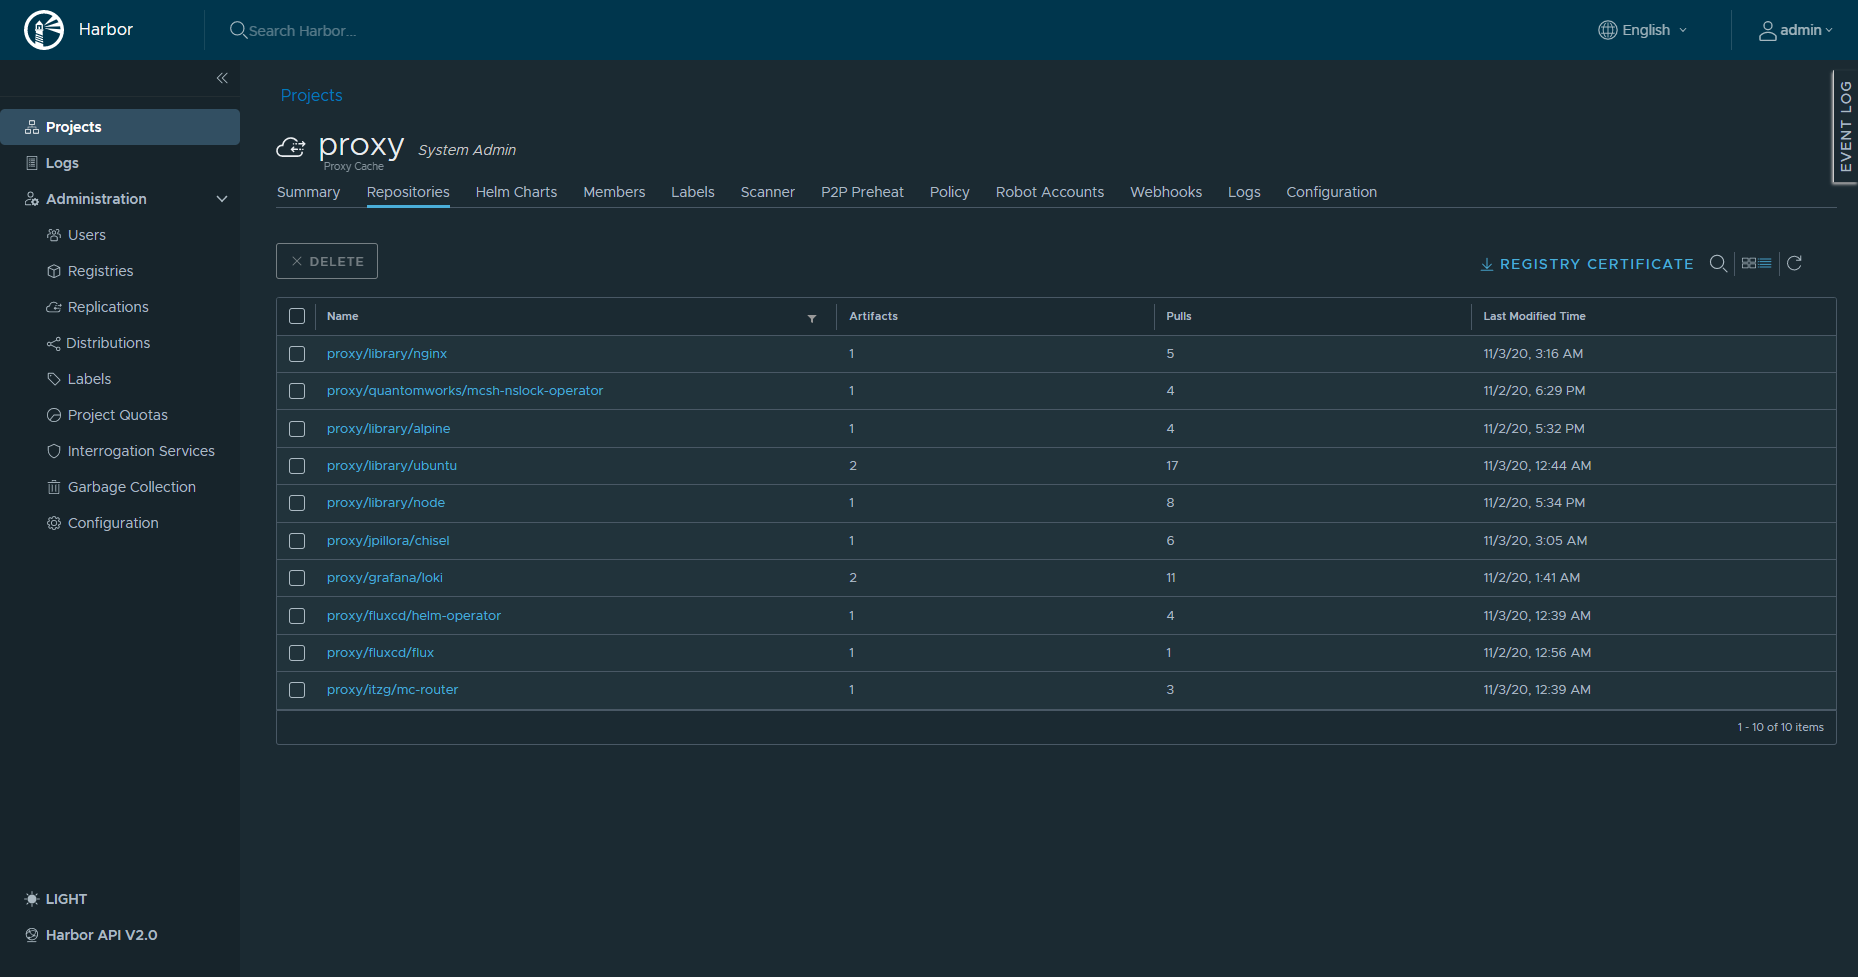 Harbor
Search Harbor...
English
admin
EVENT LOG
Projects
Logs
Administration
Users
Registries
Replications
Distributions
Labels
Project Quotas
Interrogation Services
Garbage Collection
Configuration
LIGHT
Harbor API V2.0
Projects
proxy System Admin
Proxy Cache
Summary Repositories Helm Charts Members Labels Scanner P2P Preheat Policy Robot Accounts Webhooks Logs Configuration
DELETE
REGISTRY CERTIFICATE
Name Artifacts Pulls Last Modified Time
proxy/library/nginx 1 5 11/3/20, 3:16 AM
proxy/quantomworks/mcsh-nslock-operator 1 4 11/2/20, 6:29 PM
proxy/library/alpine 1 4 11/2/20, 5:32 PM
proxy/library/ubuntu 2 17 11/3/20, 12:44 AM
proxy/library/node 1 8 11/2/20, 5:34 PM
proxy/jpillora/chisel 1 6 11/3/20, 3:05 AM
proxy/grafana/loki 2 11 11/2/20, 1:41 AM
proxy/fluxcd/helm-operator 1 4 11/3/20, 12:39 AM
proxy/fluxcd/flux 1 1 11/2/20, 12:56 AM
proxy/itzg/mc-router 1 3 11/3/20, 12:39 AM
1 - 10 of 10 items